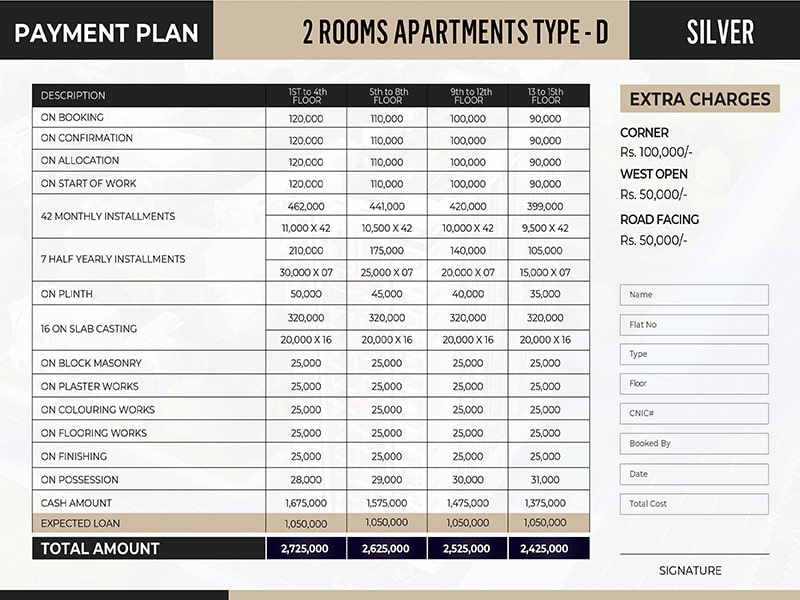 PAYMENT PLAN 2 ROOMS APARTMENTS TYPE - D SILVER
DESCRIPTION 1ST to 4th FLOOR 5th to 8th FLOOR 9th to 12th FLOOR 13 to 15th FLOOR
ON BOOKING 120,000 110,000 100,000 90,000
ON CONFIRMATION 120,000 110,000 100,000 90,000
ON ALLOCATION 120,000 110,000 100,000 90,000
ON START OF WORK 120,000 110,000 100,000 90,000
42 MONTHLY INSTALLMENTS 462,000 441,000 420,000 399,000
11,000 X 42 10,500 X 42 10,000 X 42 9,500 X 42
7 HALF YEARLY INSTALLMENTS 210,000 175,000 140,000 105,000
30,000 X 07 25,000 X 07 20,000 X 07 15,000 X 07
ON PLINTH 50,000 45,000 40,000 35,000
16 ON SLAB CASTING 320,000 320,000 320,000 320,000
20,000 X 16 20,000 X 16 20,000 X 16 20,000 X 16
ON BLOCK MASONRY 25,000 25,000 25,000 25,000
ON PLASTER WORKS 25,000 25,000 25,000 25,000
ON COLOURING WORKS 25,000 25,000 25,000 25,000
ON FLOORING WORKS 25,000 25,000 25,000 25,000
ON FINISHING 25,000 25,000 25,000 25,000
ON POSSESSION 28,000 29,000 30,000 31,000
CASH AMOUNT 1,675,000 1,575,000 1,475,000 1,375,000
EXPECTED LOAN 1,050,000 1,050,000 1,050,000 1,050,000
TOTAL AMOUNT 2,725,000 2,625,000 2,525,000 2,425,000
EXTRA CHARGES
CORNER
Rs. 100,000/-
WEST OPEN
Rs. 50,000/-
ROAD FACING
Rs. 50,000/-
Name
Flat No
Type
Floor
CNIC#
Booked By
Date
Total Cost
SIGNATURE